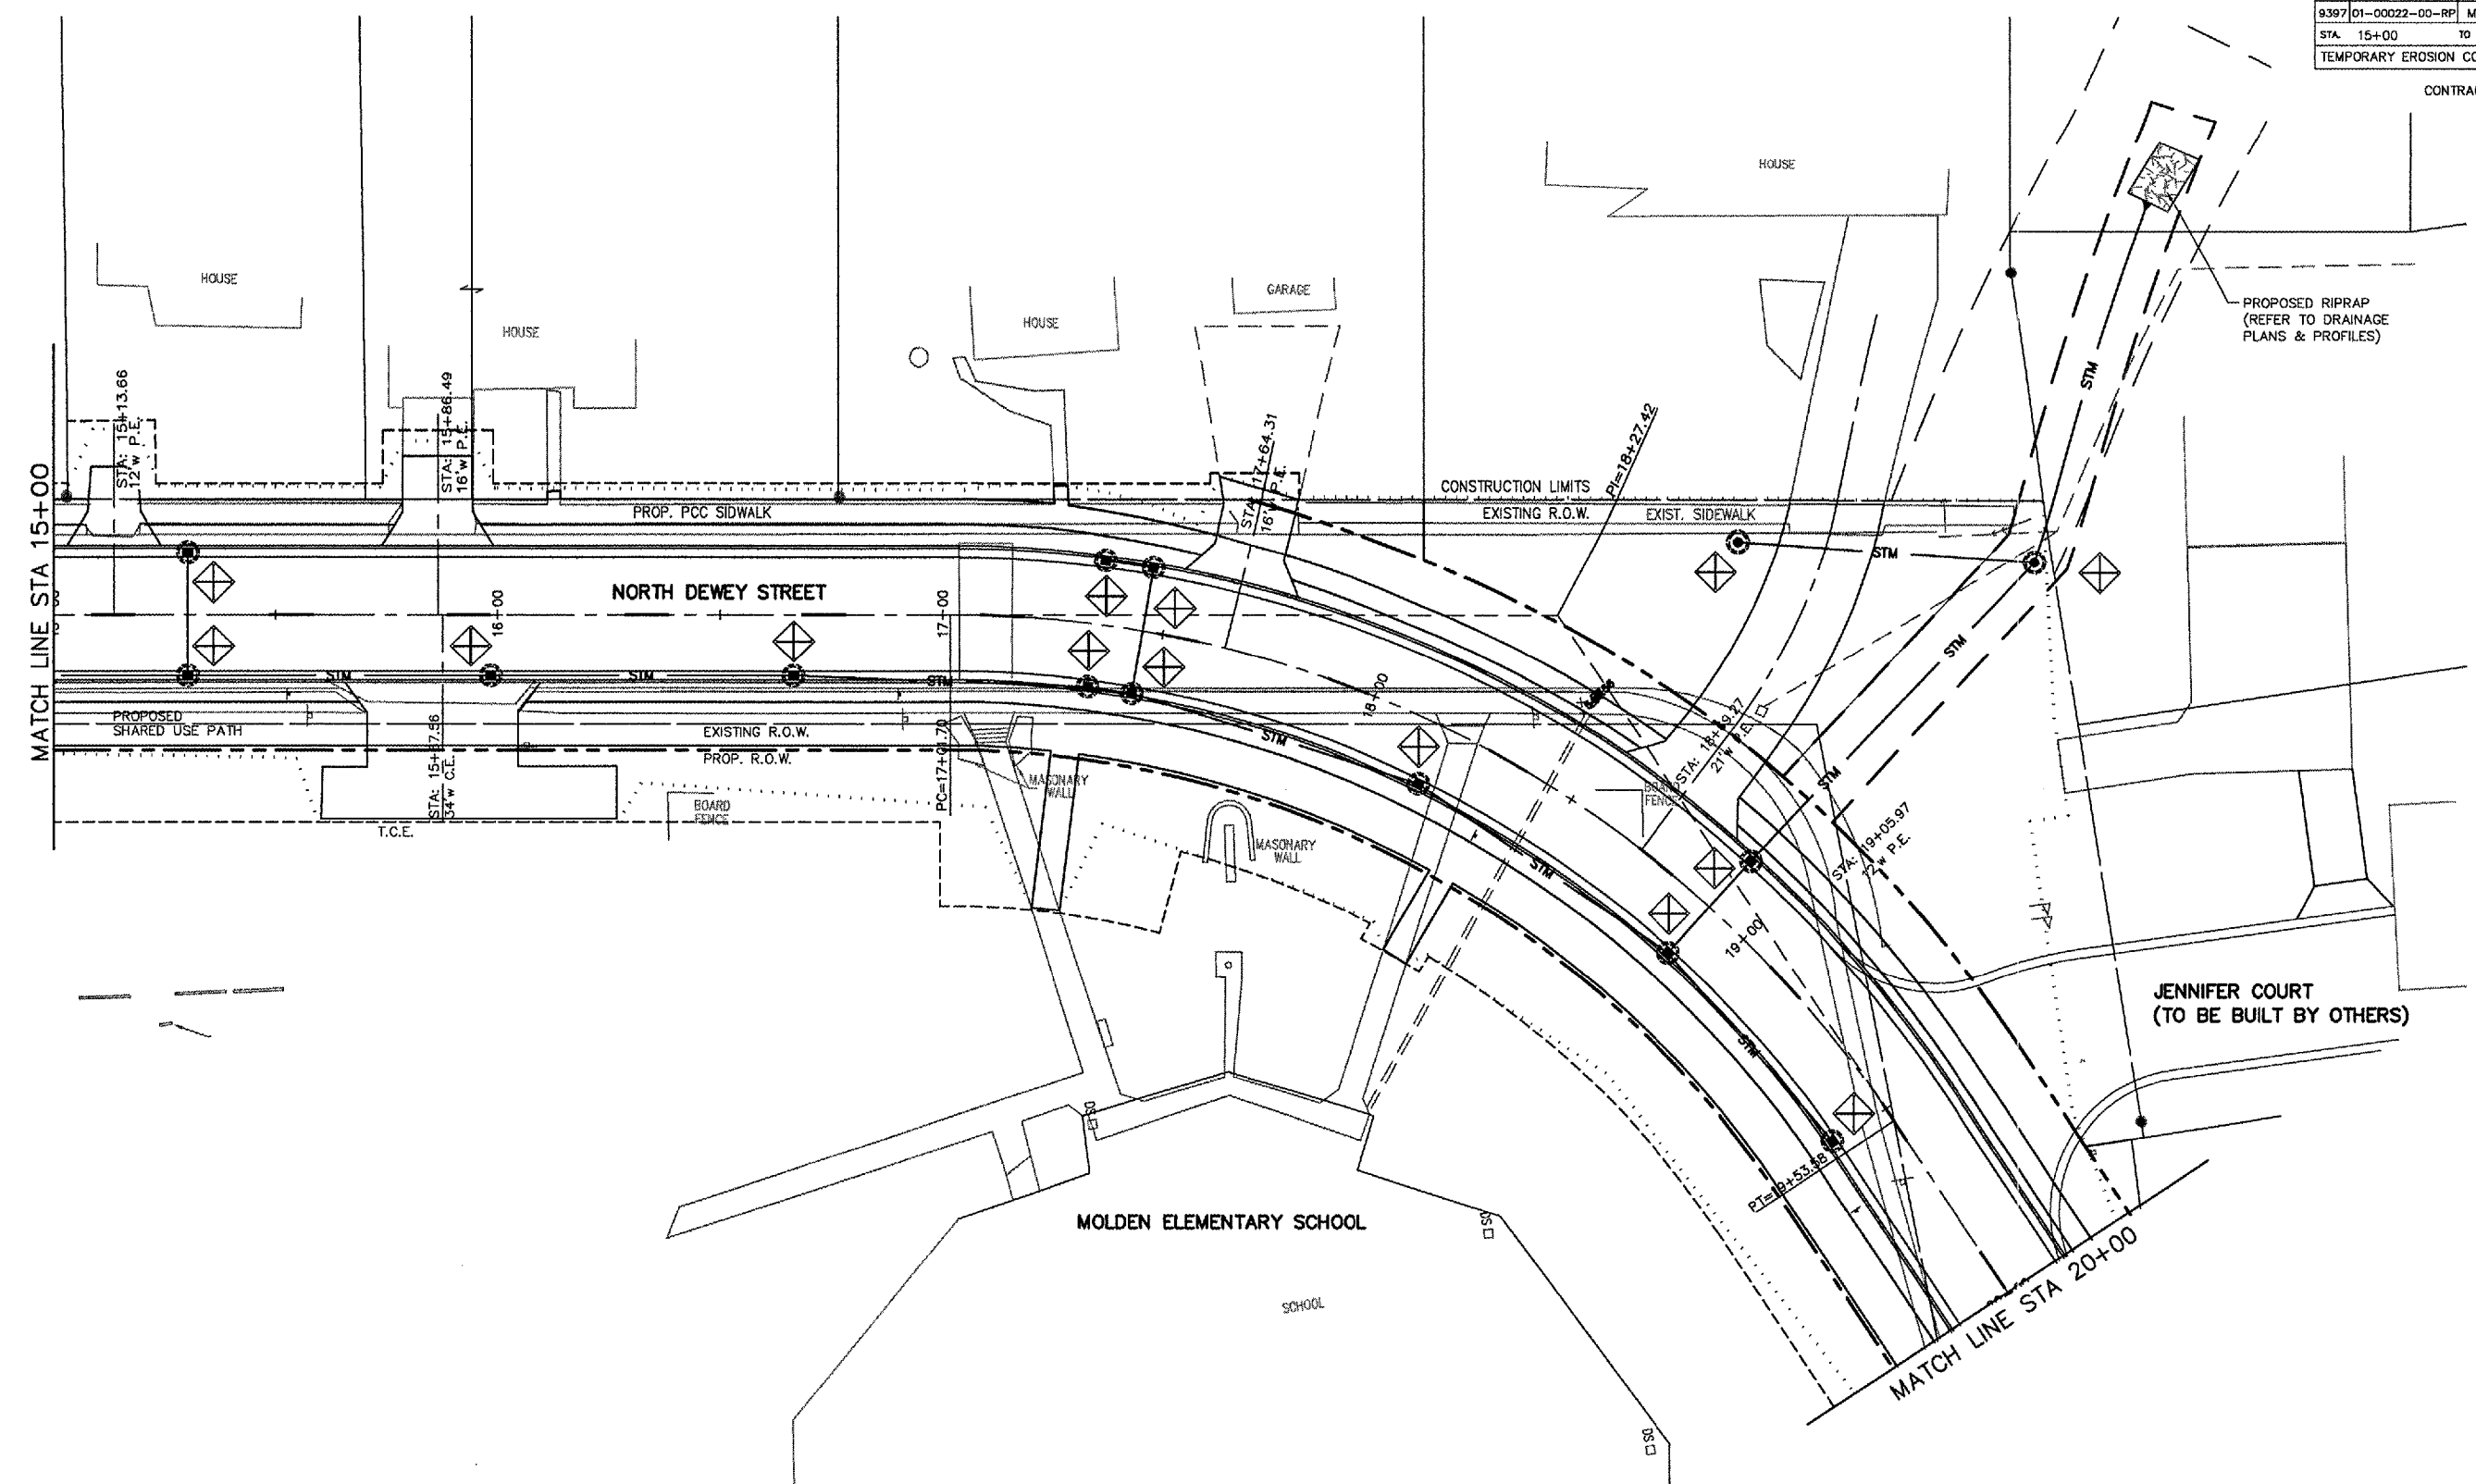 9397 01-00022-00-RP M
STA. 15+00 TO
TEMPORARY EROSION CO
CONTRA
HOUSE
HOUSE
HOUSE
HOUSE
GARAGE
PROPOSED RIPRAP
(REFER TO DRAINAGE
PLANS & PROFILES)
STM
STA: 15+13.66
12'w P.E.
STA: 15+86.49
16'w P.E.
STA: 17+64.31
16'w P.E.
PI=18+27.42
MATCH LINE STA 15+00
CONSTRUCTION LIMITS
PROP. PCC SIDWALK
EXISTING R.O.W.
EXIST. SIDEWALK
STM
NORTH DEWEY STREET
16+00
17+00
18+00
19+00
STM
STM
STM
STM
STM
STM
STM
STM
PROPOSED
SHARED USE PATH
EXISTING R.O.W.
PROP. R.O.W.
STA: 15+87.56
34'w C.E.
T.C.E.
BOARD
FENCE
PC=17+01.70
MASONARY
WALL
MASONARY
WALL
BOARD
FENCE
STA: 18+69.27
21'w P.E.
STA: 19+05.97
12'w P.E.
JENNIFER COURT
(TO BE BUILT BY OTHERS)
PT=19+53.58
DS
DS
DS
MOLDEN ELEMENTARY SCHOOL
SCHOOL
MATCH LINE STA 20+00